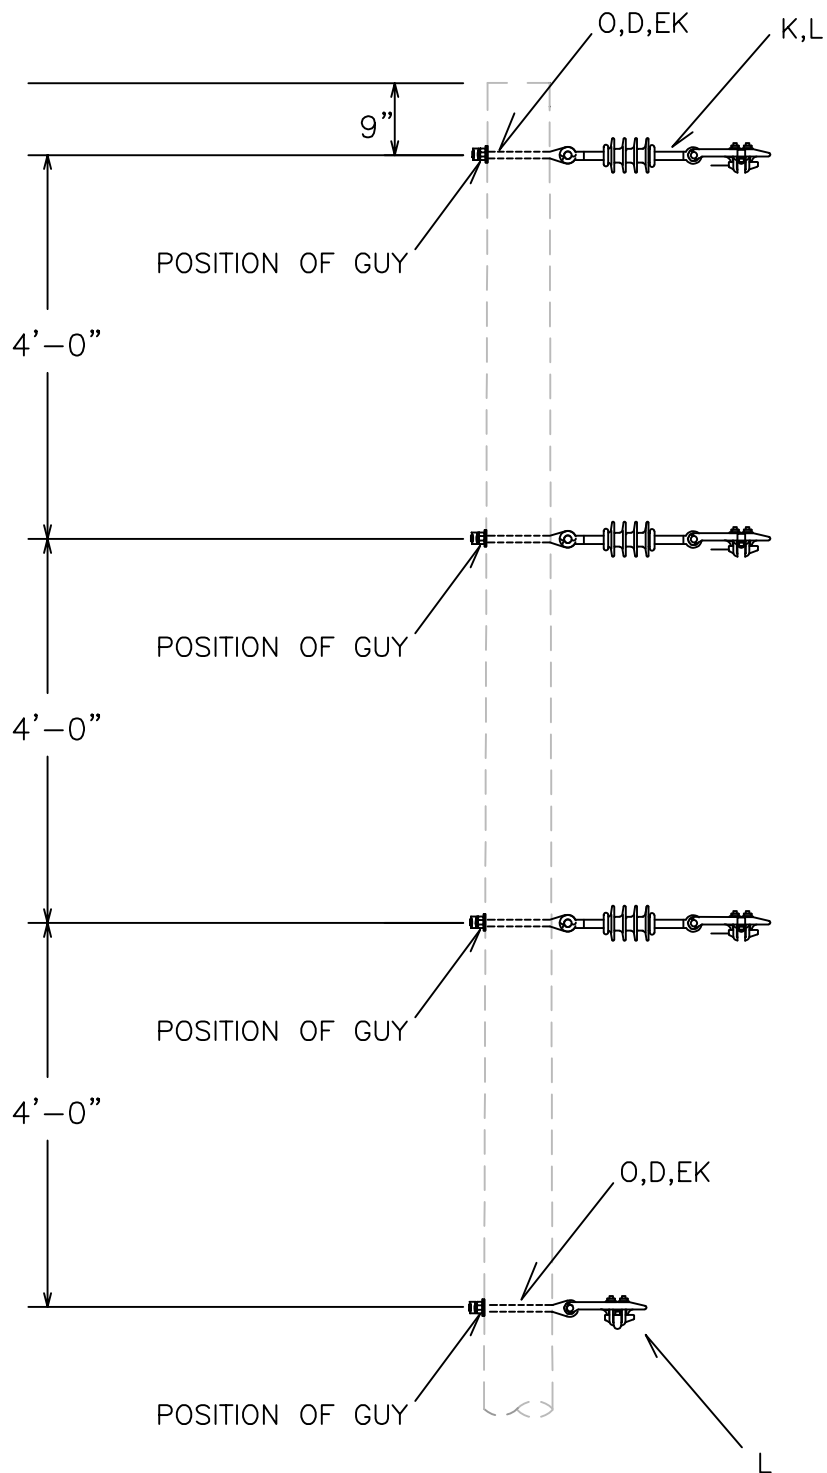 O,D,EK
K,L
9”
POSITION OF GUY
4’-0”
POSITION OF GUY
4’-0”
POSITION OF GUY
4’-0”
O,D,EK
POSITION OF GUY
L